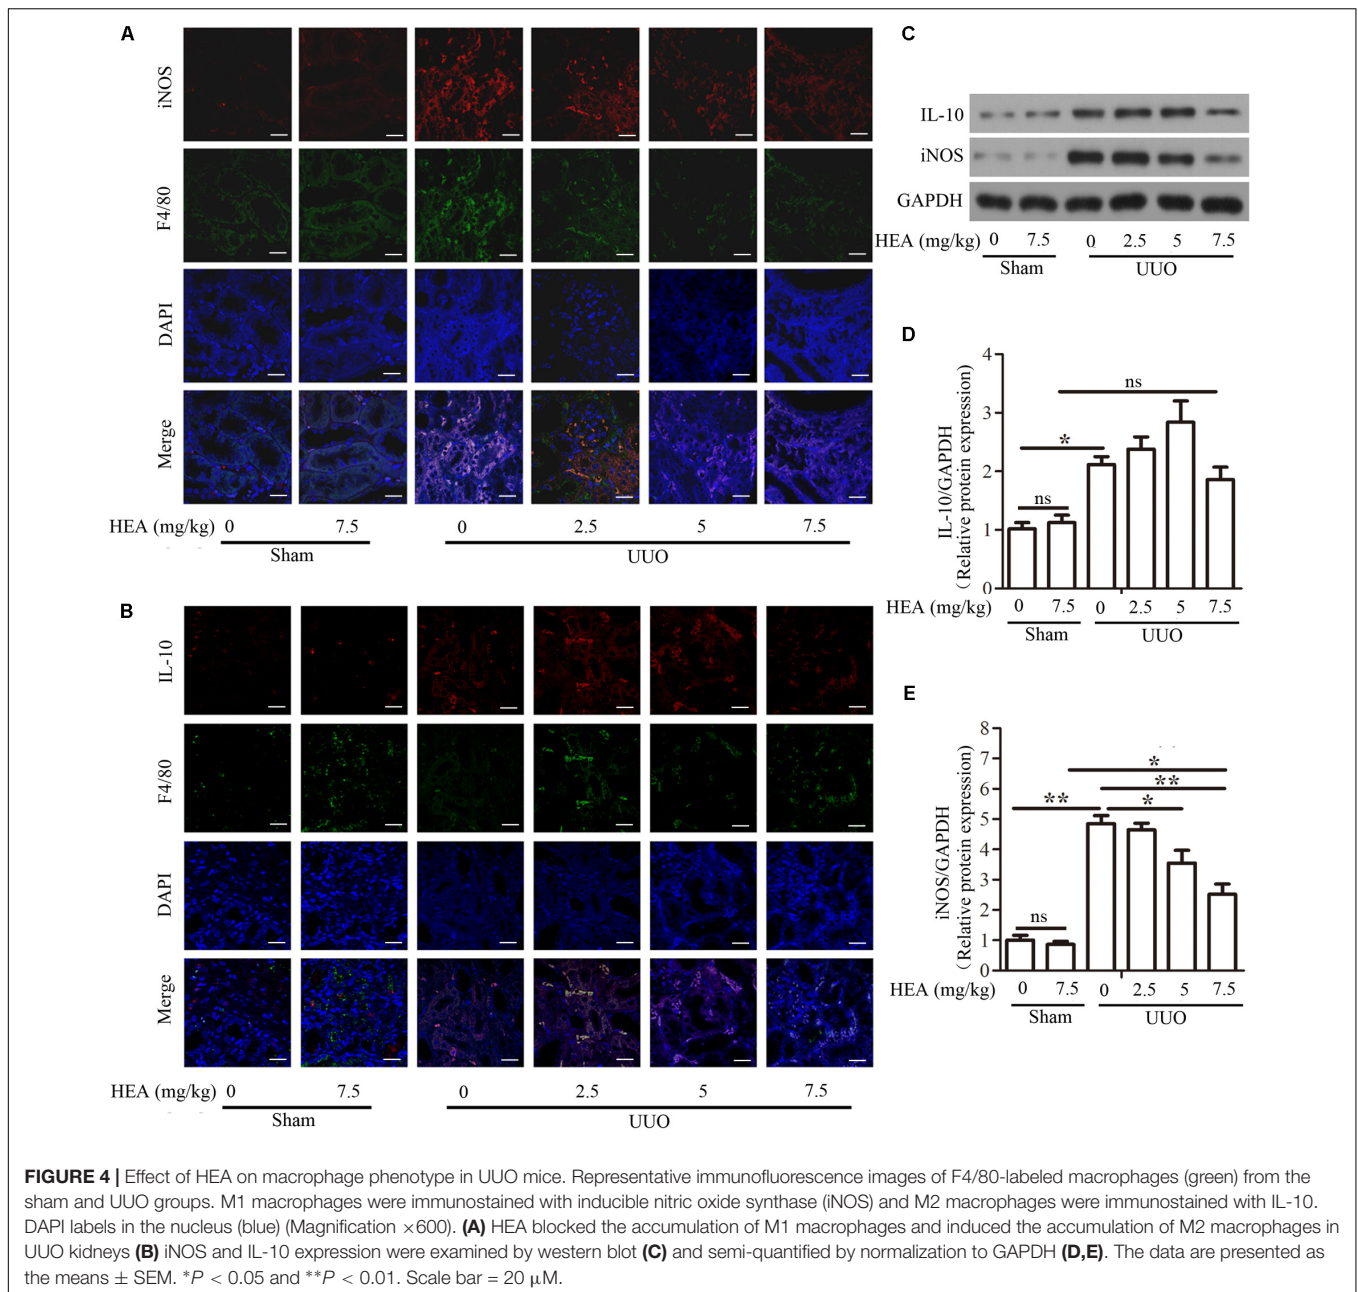 A
iNOS
F4/80
DAPI
Merge
HEA (mg/kg) 0 7.5 0 2.5 5 7.5
Sham UUO
B
IL-10
F4/80
DAPI
Merge
HEA (mg/kg) 0 7.5 0 2.5 5 7.5
Sham UUO
C
IL-10
iNOS
GAPDH
HEA (mg/kg) 0 7.5 0 2.5 5 7.5
Sham UUO
D
IL-10/GAPDH
(Relative protein expression)
4
3
2
1
0
ns
*
ns
HEA (mg/kg) 0 7.5 0 2.5 5 7.5
Sham UUO
E
iNOS/GAPDH
(Relative protein expression)
8
7
6
5
4
3
2
1
0
*
**
** *
ns
HEA (mg/kg) 0 7.5 0 2.5 5 7.5
Sham UUO
FIGURE 4 | Effect of HEA on macrophage phenotype in UUO mice. Representative immunofluorescence images of F4/80-labeled macrophages (green) from the
sham and UUO groups. M1 macrophages were immunostained with inducible nitric oxide synthase (iNOS) and M2 macrophages were immunostained with IL-10.
DAPI labels in the nucleus (blue) (Magnification ×600). (A) HEA blocked the accumulation of M1 macrophages and induced the accumulation of M2 macrophages in
UUO kidneys (B) iNOS and IL-10 expression were examined by western blot (C) and semi-quantified by normalization to GAPDH (D,E). The data are presented as
the means ± SEM. *P < 0.05 and **P < 0.01. Scale bar = 20 μM.